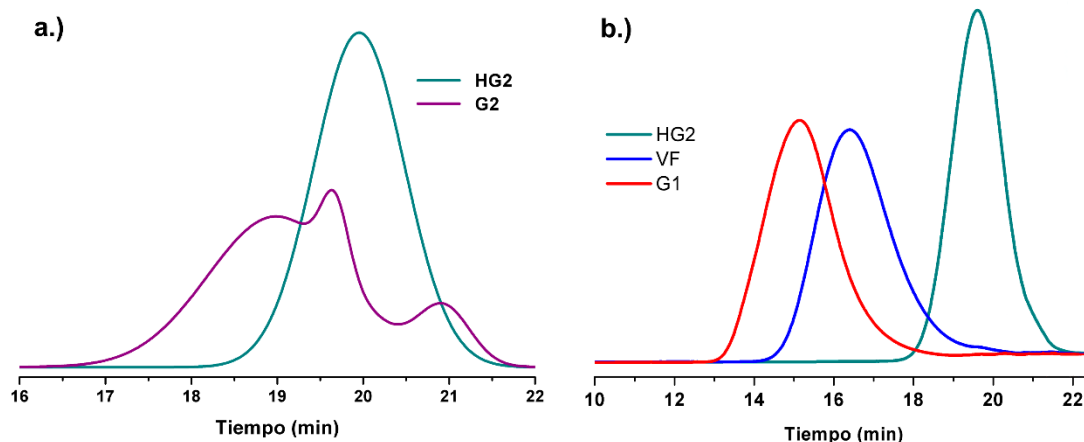 a.)
HG2
G2
16 17 18 19 20 21 22
Tiempo (min)
b.)
HG2
VF
G1
10 12 14 16 18 20 22
Tiempo (min)